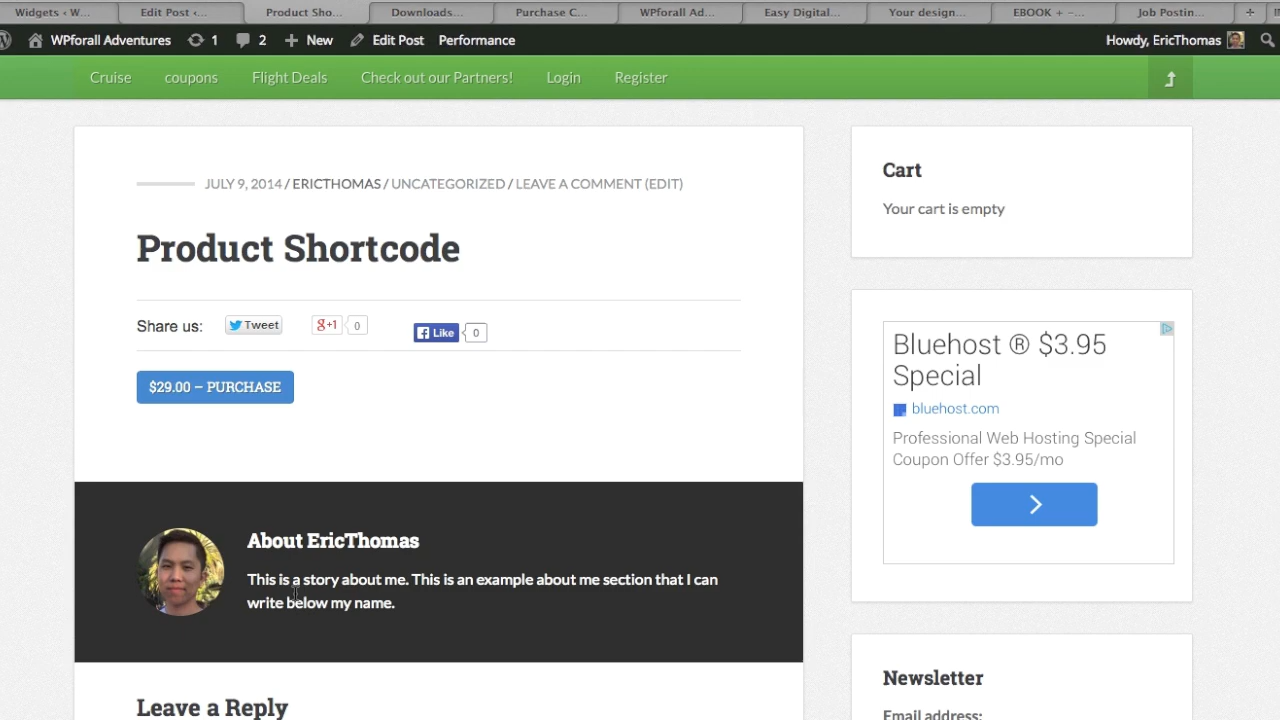 Widgets ‹ W...
Edit Post ‹...
Product Sho...
Downloads...
Purchase C...
WPforall Ad...
Easy Digital...
Your design...
EBOOK + –...
Job Postin...
WPforall Adventures
1
2
New
Edit Post
Performance
Howdy, EricThomas
Cruise
coupons
Flight Deals
Check out our Partners!
Login
Register
JULY 9, 2014 / ERICTHOMAS / UNCATEGORIZED / LEAVE A COMMENT (EDIT)
Product Shortcode
Share us:
Tweet
g+1
0
Like
0
$29.00 – PURCHASE
About EricThomas
This is a story about me. This is an example about me section that I can
write below my name.
Leave a Reply
Cart
Your cart is empty
Bluehost ® $3.95
Special
bluehost.com
Professional Web Hosting Special
Coupon Offer $3.95/mo
Newsletter
Email address: